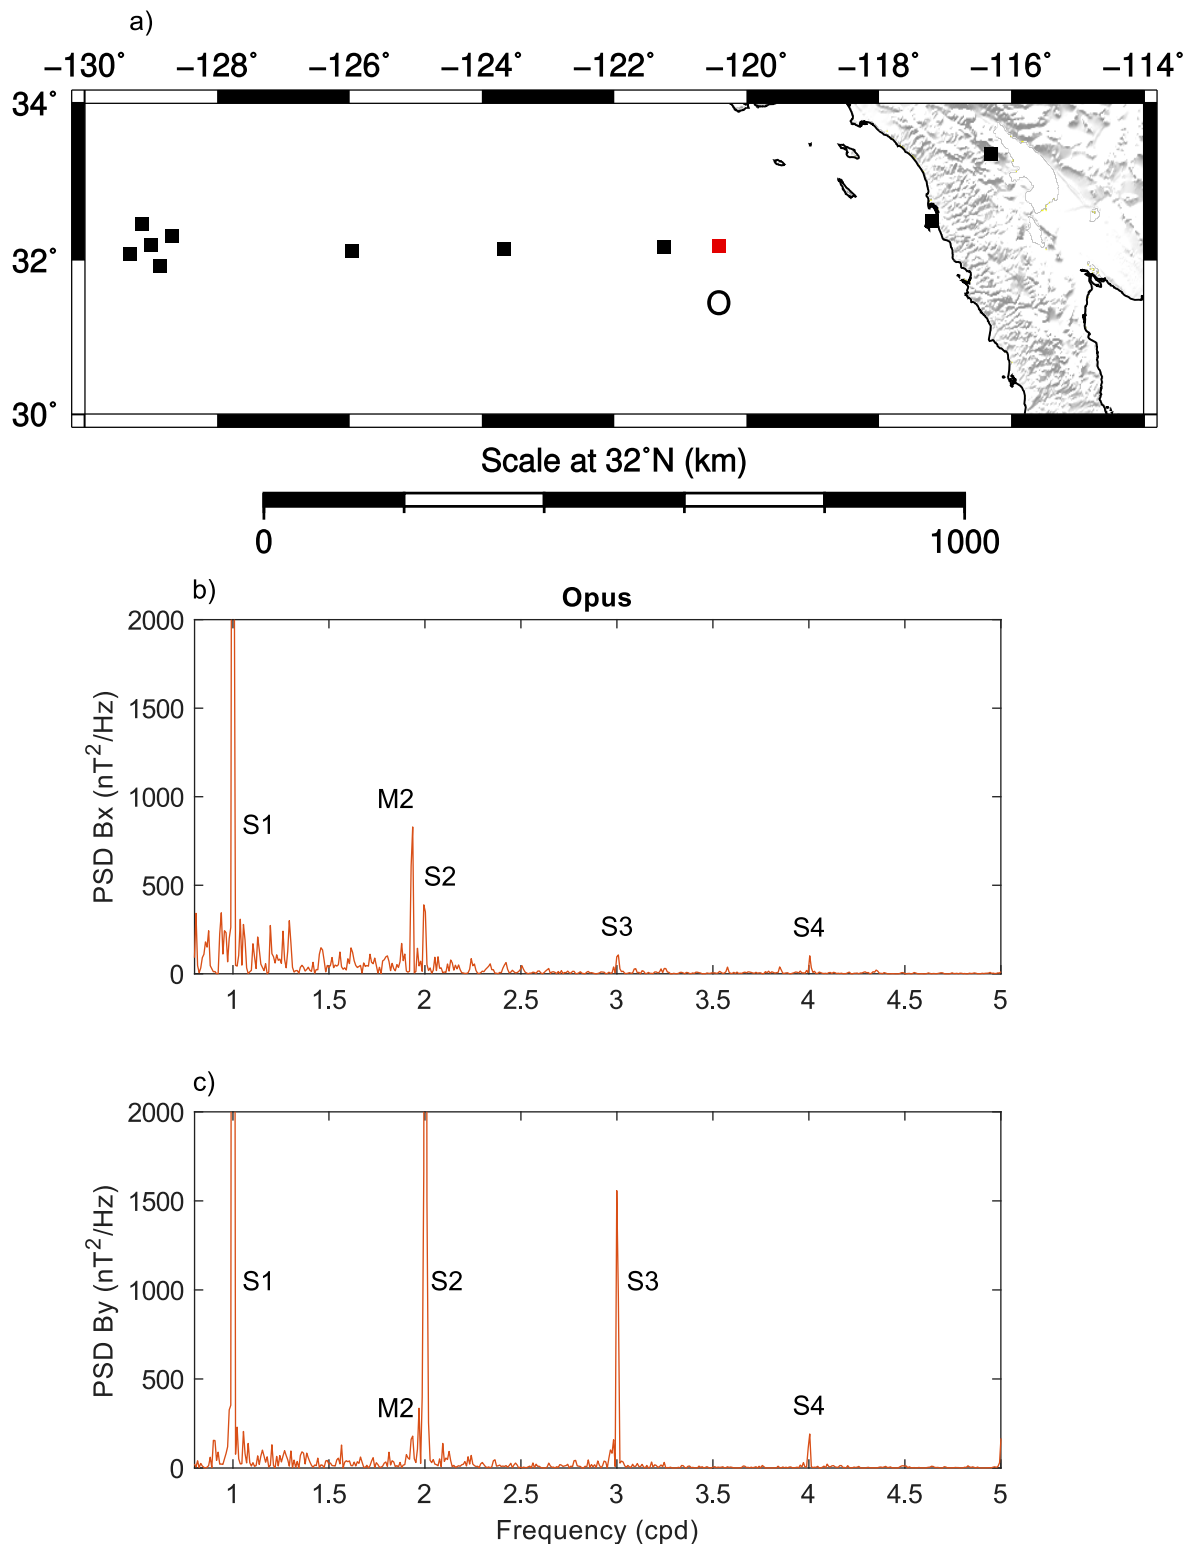 a)
−130° −128° −126° −124° −122° −120° −118° −116° −114°
34°
32°
O
30°
Scale at 32°N (km)
0 1000
b)
Opus
2000
1500
1000
500
0
PSD Bx (nT²/Hz)
S1
M2
S2
S3
S4
1 1.5 2 2.5 3 3.5 4 4.5 5
c)
2000
1500
1000
500
0
PSD By (nT²/Hz)
S1
S2
S3
M2
S4
1 1.5 2 2.5 3 3.5 4 4.5 5
Frequency (cpd)